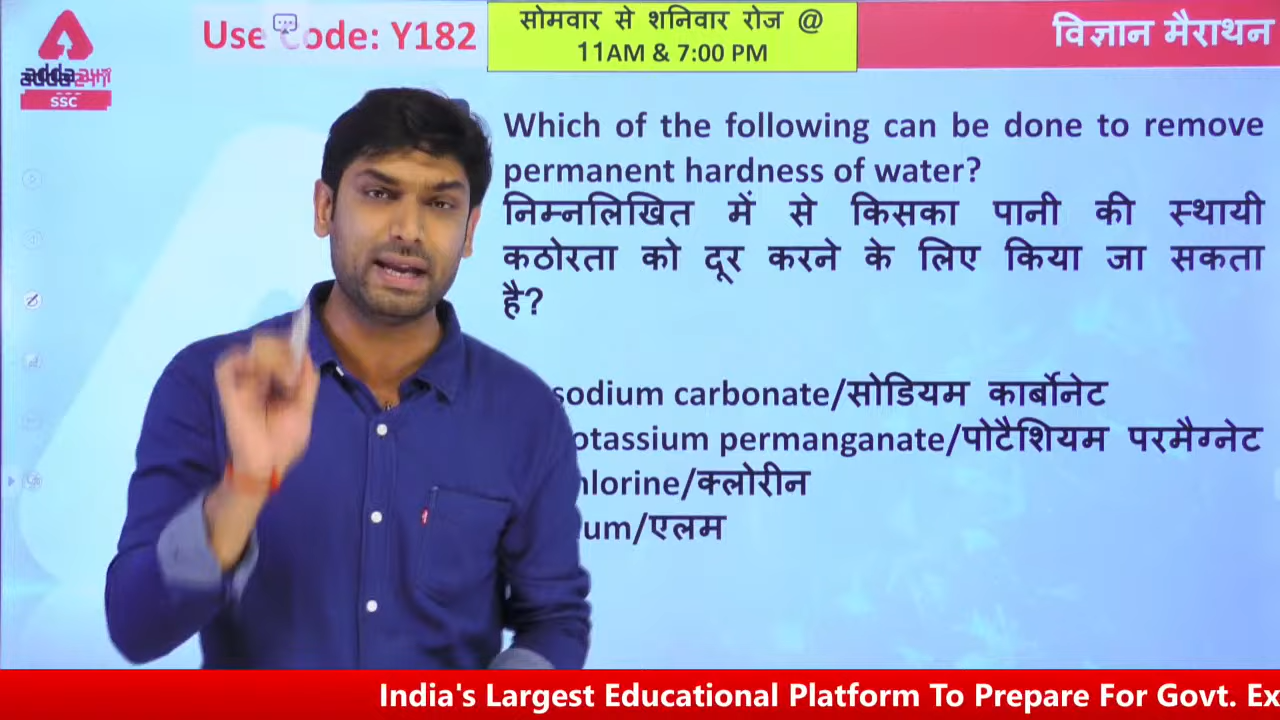 Use Code: Y182
सोमवार से शनिवार रोज @
11AM & 7:00 PM
विज्ञान मैराथन
SSC
Which of the following can be done to remove
permanent hardness of water?
निम्नलिखित में से किसका पानी की स्थायी
कठोरता को दूर करने के लिए किया जा सकता
है?
sodium carbonate/सोडियम कार्बोनेट
otassium permanganate/पोटैशियम परमैग्नेट
hlorine/क्लोरीन
um/एलम
India's Largest Educational Platform To Prepare For Govt. Ex